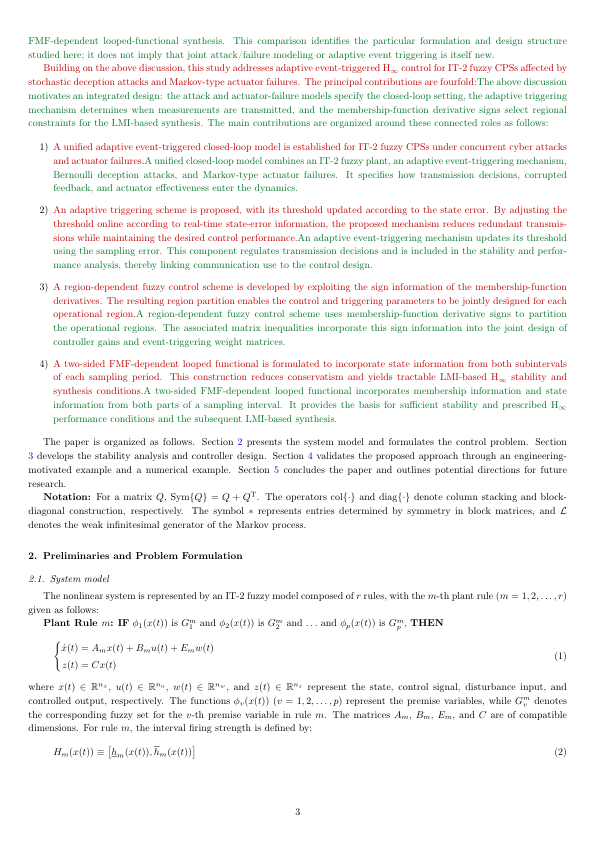 FMF-dependent looped-functional synthesis. This comparison identifies the particular formulation and design structure
studied here; it does not imply that joint attack/failure modeling or adaptive event triggering is itself new.
Building on the above discussion, this study addresses adaptive event-triggered H∞ control for IT-2 fuzzy CPSs affected by
stochastic deception attacks and Markov-type actuator failures. The principal contributions are fourfold:The above discussion
motivates an integrated design: the attack and actuator-failure models specify the closed-loop setting, the adaptive triggering
mechanism determines when measurements are transmitted, and the membership-function derivative signs select regional
constraints for the LMI-based synthesis. The main contributions are organized around these connected roles as follows:
1) A unified adaptive event-triggered closed-loop model is established for IT-2 fuzzy CPSs under concurrent cyber attacks
and actuator failures.A unified closed-loop model combines an IT-2 fuzzy plant, an adaptive event-triggering mechanism,
Bernoulli deception attacks, and Markov-type actuator failures. It specifies how transmission decisions, corrupted
feedback, and actuator effectiveness enter the dynamics.
2) An adaptive triggering scheme is proposed, with its threshold updated according to the state error. By adjusting the
threshold online according to real-time state-error information, the proposed mechanism reduces redundant transmis-
sions while maintaining the desired control performance.An adaptive event-triggering mechanism updates its threshold
using the sampling error. This component regulates transmission decisions and is included in the stability and perfor-
mance analysis, thereby linking communication use to the control design.
3) A region-dependent fuzzy control scheme is developed by exploiting the sign information of the membership-function
derivatives. The resulting region partition enables the control and triggering parameters to be jointly designed for each
operational region.A region-dependent fuzzy control scheme uses membership-function derivative signs to partition
the operational regions. The associated matrix inequalities incorporate this sign information into the joint design of
controller gains and event-triggering weight matrices.
4) A two-sided FMF-dependent looped functional is formulated to incorporate state information from both subintervals
of each sampling period. This construction reduces conservatism and yields tractable LMI-based H∞ stability and
synthesis conditions.A two-sided FMF-dependent looped functional incorporates membership information and state
information from both parts of a sampling interval. It provides the basis for sufficient stability and prescribed H∞
performance conditions and the subsequent LMI-based synthesis.
The paper is organized as follows. Section 2 presents the system model and formulates the control problem. Section
3 develops the stability analysis and controller design. Section 4 validates the proposed approach through an engineering-
motivated example and a numerical example. Section 5 concludes the paper and outlines potential directions for future
research.
Notation: For a matrix Q, Sym{Q} = Q + Qᵀ. The operators col{·} and diag{·} denote column stacking and block-
diagonal construction, respectively. The symbol ∗ represents entries determined by symmetry in block matrices, and ℒ
denotes the weak infinitesimal generator of the Markov process.
2. Preliminaries and Problem Formulation
2.1. System model
The nonlinear system is represented by an IT-2 fuzzy model composed of r rules, with the m-th plant rule (m = 1, 2, . . . , r)
given as follows:
Plant Rule m: IF ϕ₁(x(t)) is G₁ᵐ and ϕ₂(x(t)) is G₂ᵐ and . . . and ϕₚ(x(t)) is Gₚᵐ, THEN
{ẋ(t) = Aₘx(t) + Bₘu(t) + Eₘw(t)
z(t) = Cx(t) (1)
where x(t) ∈ ℝⁿˣ, u(t) ∈ ℝⁿᵘ, w(t) ∈ ℝⁿʷ, and z(t) ∈ ℝⁿᶻ represent the state, control signal, disturbance input, and
controlled output, respectively. The functions ϕᵥ(x(t)) (v = 1, 2, . . . , p) represent the premise variables, while Gᵥᵐ denotes
the corresponding fuzzy set for the v-th premise variable in rule m. The matrices Aₘ, Bₘ, Eₘ, and C are of compatible
dimensions. For rule m, the interval firing strength is defined by:
Hₘ(x(t)) ≡ [h̲ₘ(x(t)), h̄ₘ(x(t))] (2)
3